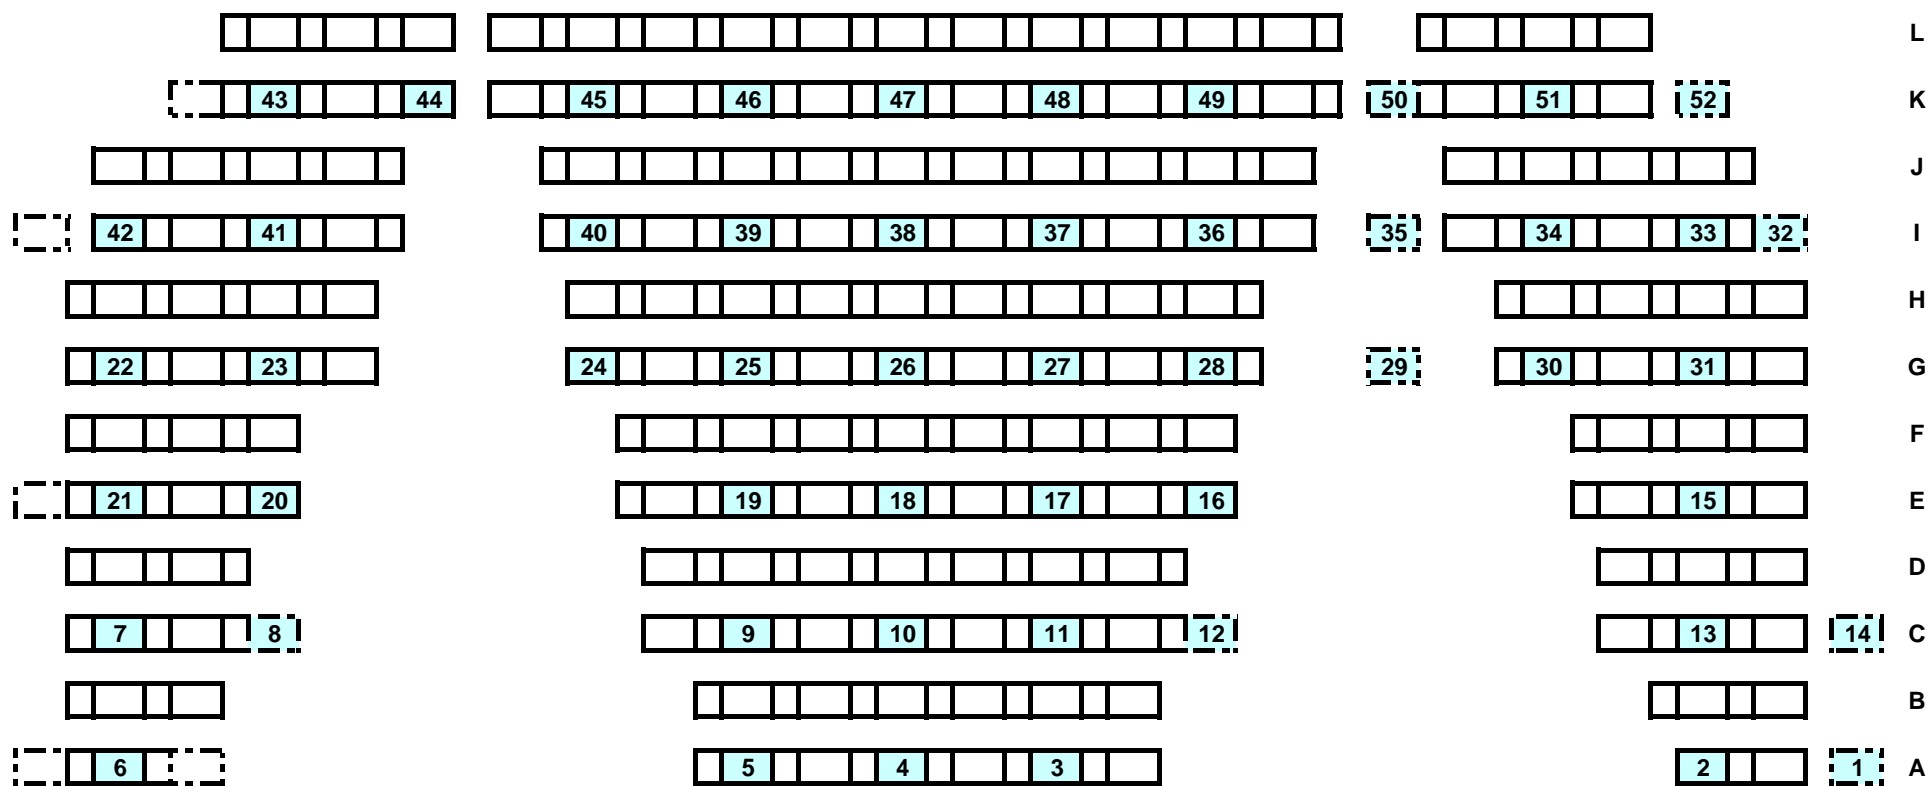 L
43 44 45 46 47 48 49 50 51 52 K
J
42 41 40 39 38 37 36 35 34 33 32 I
H
22 23 24 25 26 27 28 29 30 31 G
F
21 20 19 18 17 16 15 E
D
7 8 9 10 11 12 13 14 C
B
6 5 4 3 2 1 A